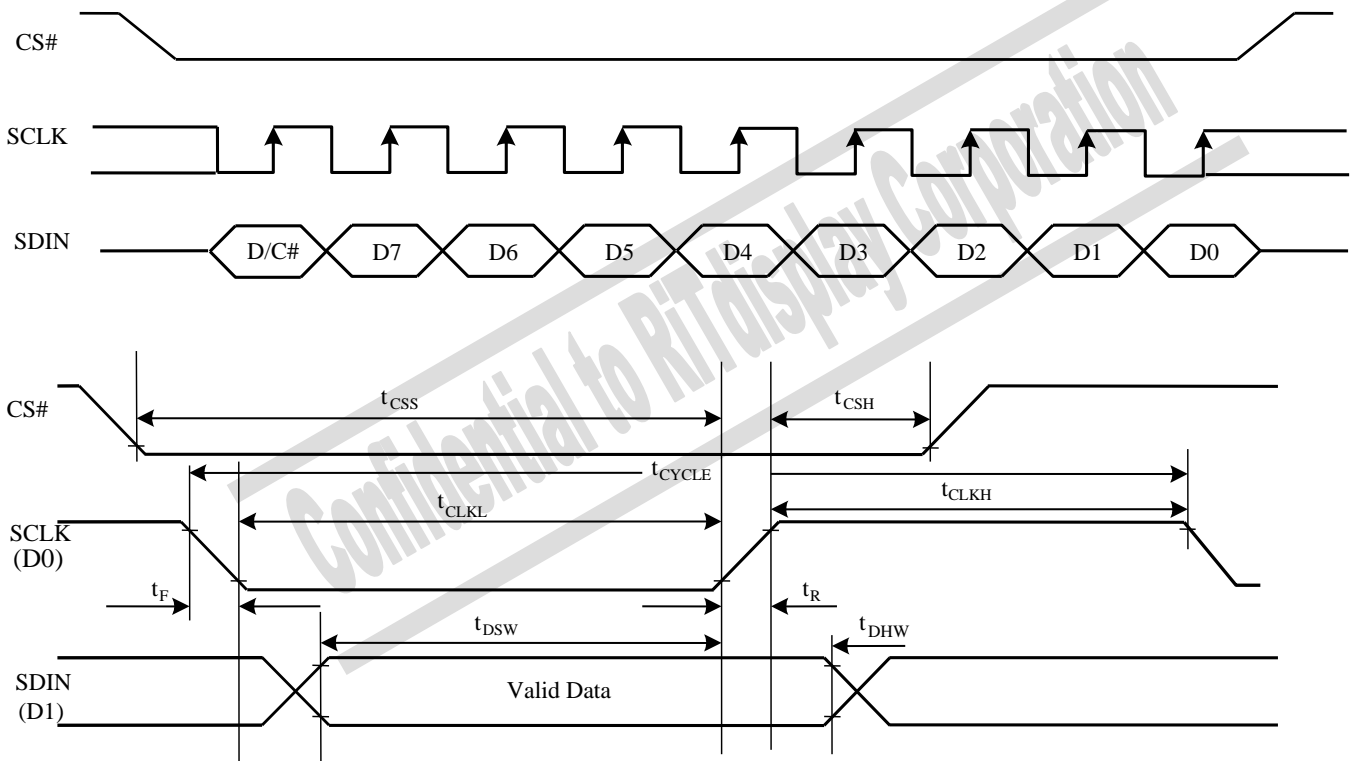 CS#
SCLK
SDIN D/C# D7 D6 D5 D4 D3 D2 D1 D0
Confidential to RiTdisplay Corporation
CS# tCSS tCSH
tCYCLE
tCLKL tCLKH
SCLK
(D0)
tF tR
tDSW tDHW
SDIN
(D1) Valid Data